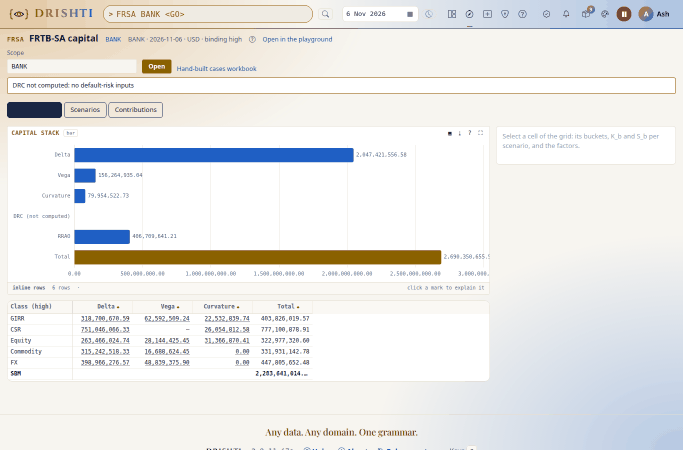 { } DRISHTI
> FRSA BANK <GO>
6 Nov 2026
A Ash
FRSA FRTB-SA capital BANK BANK · 2026-11-06 · USD · binding high Open in the playground
Scope
BANK
Open
Hand-built cases workbook
DRC not computed: no default-risk inputs
Scenarios
Contributions
CAPITAL STACK bar
Delta 2,047,421,556.58
Vega 156,264,935.04
Curvature 79,954,522.73
DRC (not computed)
RRAO 406,709,641.21
Total 2,690,350,655.5
0.00 500,000,000.00 1,000,000,000.00 1,500,000,000.00 2,000,000,000.00 2,500,000,000.00 3,000,000.
inline rows 6 rows · click a mark to explain it
Select a cell of the grid: its buckets, K_b and S_b per
scenario, and the factors.
Class (high) Delta Vega Curvature Total
GIRR 318,700,670.59 62,592,509.24 22,532,839.74 403,826,019.57
CSR 751,046,066.33 – 26,054,812.58 777,100,878.91
Equity 263,466,024.74 28,144,425.45 31,366,870.41 322,977,320.60
Commodity 315,242,518.33 16,688,624.45 0.00 331,931,142.78
FX 398,966,276.57 48,839,375.90 0.00 447,805,652.48
SBM 2,283,641,014.…
Any data. Any domain. One grammar.